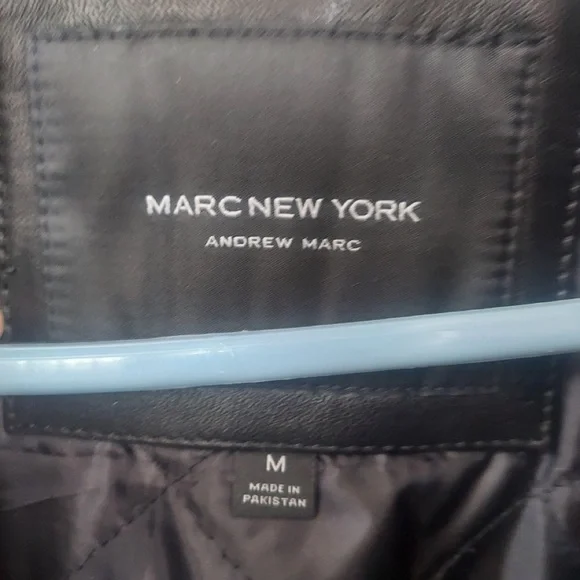 MARC NEW YORK
ANDREW MARC
M
MADE IN
PAKISTAN